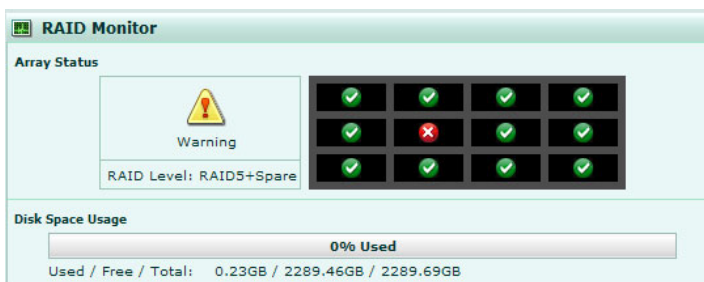 RAID Monitor
Array Status
Warning
RAID Level: RAID5+Spare
Disk Space Usage
0% Used
Used / Free / Total: 0.23GB / 2289.46GB / 2289.69GB